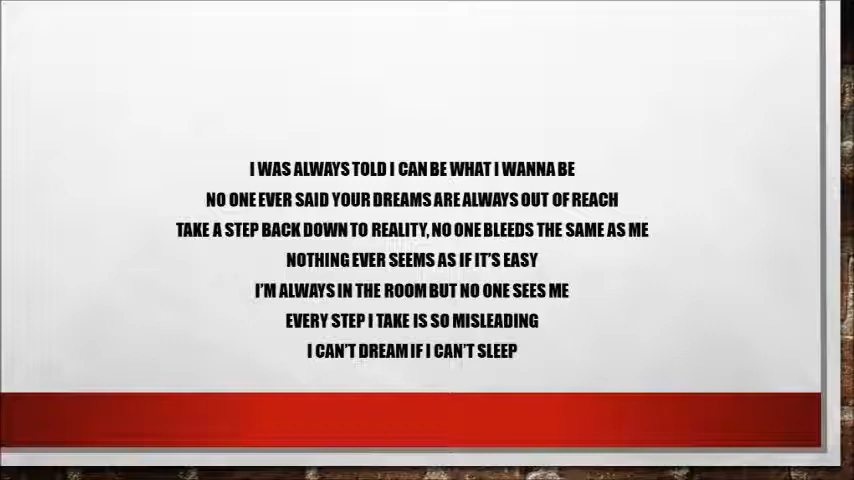 I WAS ALWAYS TOLD I CAN BE WHAT I WANNA BE
NO ONE EVER SAID YOUR DREAMS ARE ALWAYS OUT OF REACH
TAKE A STEP BACK DOWN TO REALITY, NO ONE BLEEDS THE SAME AS ME
NOTHING EVER SEEMS AS IF IT'S EASY
I'M ALWAYS IN THE ROOM BUT NO ONE SEES ME
EVERY STEP I TAKE IS SO MISLEADING
I CAN'T DREAM IF I CAN'T SLEEP